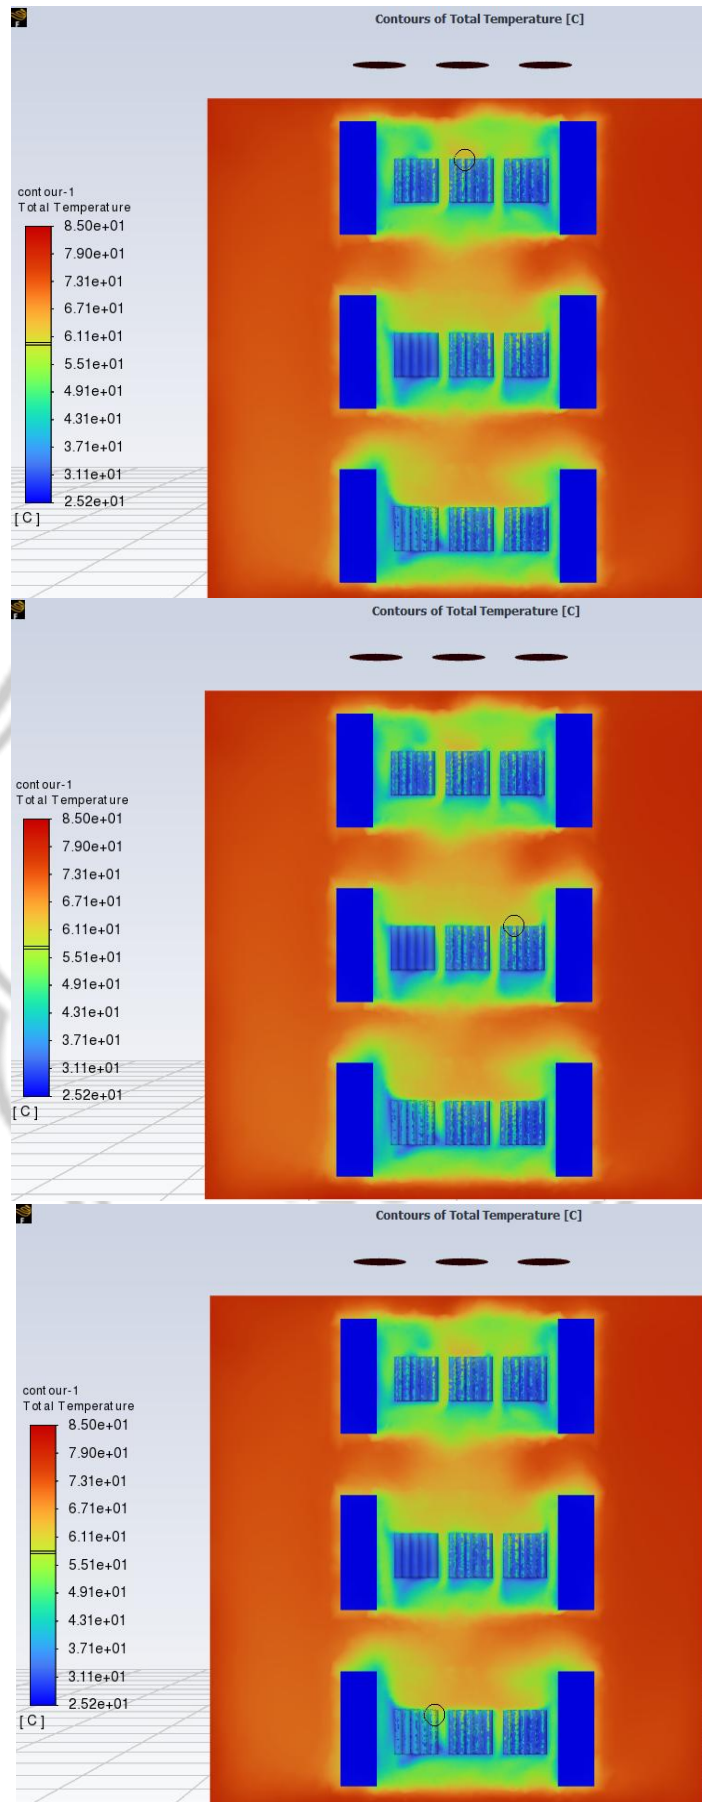 Contours of Total Temperature [C]
contour-1
Total Temperature
8.50e+01
7.90e+01
7.31e+01
6.71e+01
6.11e+01
5.51e+01
4.91e+01
4.31e+01
3.71e+01
3.11e+01
2.52e+01
[ C ]
Contours of Total Temperature [C]
contour-1
Total Temperature
8.50e+01
7.90e+01
7.31e+01
6.71e+01
6.11e+01
5.51e+01
4.91e+01
4.31e+01
3.71e+01
3.11e+01
2.52e+01
[ C ]
Contours of Total Temperature [C]
contour-1
Total Temperature
8.50e+01
7.90e+01
7.31e+01
6.71e+01
6.11e+01
5.51e+01
4.91e+01
4.31e+01
3.71e+01
3.11e+01
2.52e+01
[ C ]